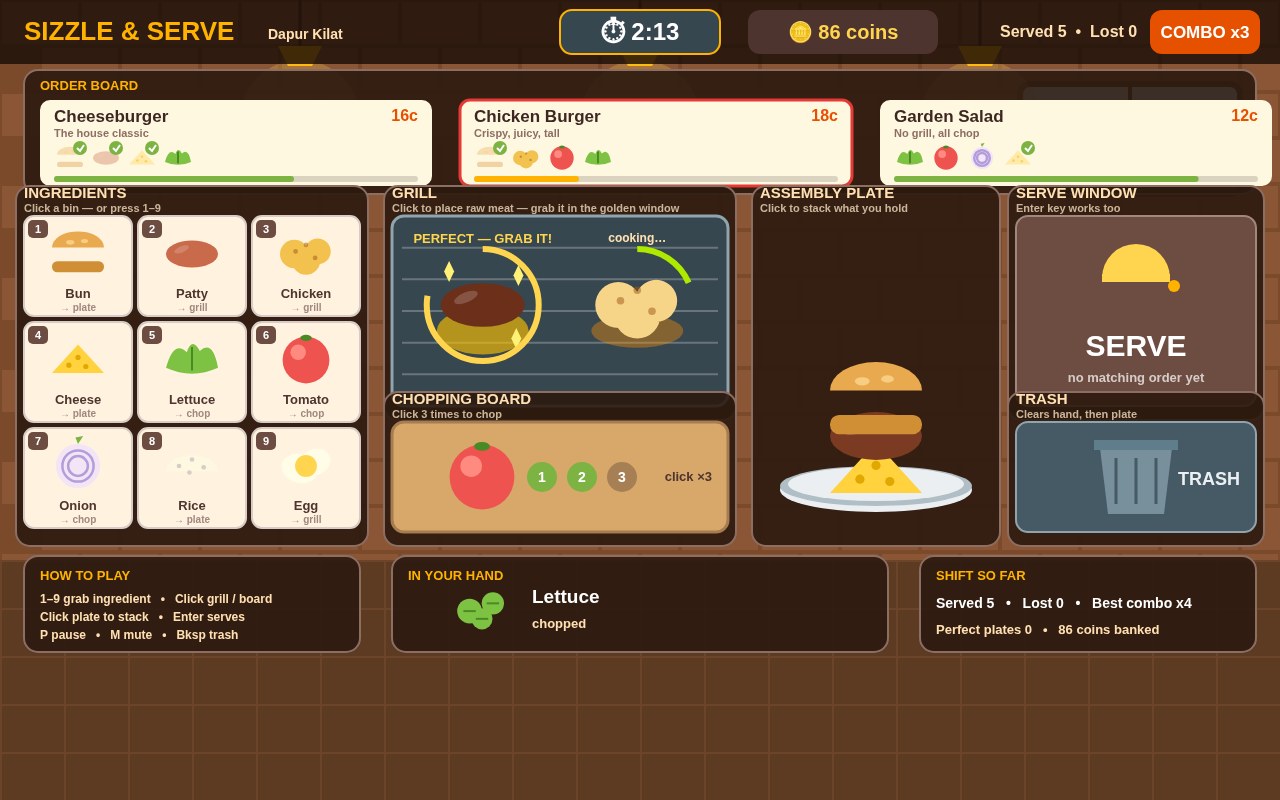 SIZZLE & SERVE
Dapur Kilat
2:13
86 coins
Served 5 • Lost 0
COMBO x3
ORDER BOARD
Cheeseburger
16c
The house classic
Chicken Burger
18c
Crispy, juicy, tall
Garden Salad
12c
No grill, all chop
INGREDIENTS
Click a bin — or press 1–9
1
Bun
→ plate
2
Patty
→ grill
3
Chicken
→ grill
4
Cheese
→ plate
5
Lettuce
→ chop
6
Tomato
→ chop
7
Onion
→ chop
8
Rice
→ plate
9
Egg
→ grill
GRILL
Click to place raw meat — grab it in the golden window
PERFECT — GRAB IT!
cooking…
CHOPPING BOARD
Click 3 times to chop
1 2 3
click ×3
ASSEMBLY PLATE
Click to stack what you hold
SERVE WINDOW
Enter key works too
SERVE
no matching order yet
TRASH
Clears hand, then plate
TRASH
HOW TO PLAY
1–9 grab ingredient • Click grill / board
Click plate to stack • Enter serves
P pause • M mute • Bksp trash
IN YOUR HAND
Lettuce
chopped
SHIFT SO FAR
Served 5 • Lost 0 • Best combo x4
Perfect plates 0 • 86 coins banked